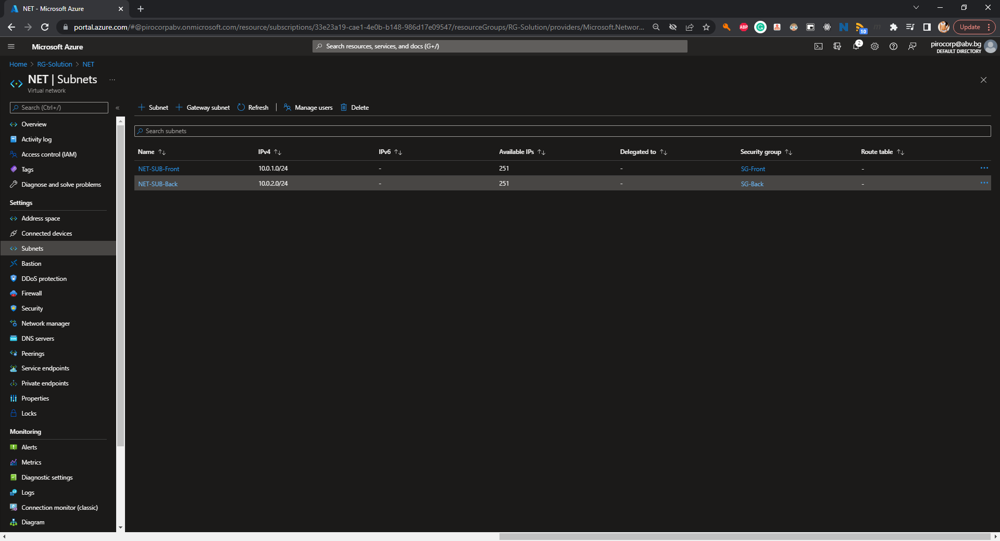 NET - Microsoft Azure
portal.azure.com/#@pirocorpabv.onmicrosoft.com/resource/subscriptions/33e23a19-cae1-4e0b-b148-986d17e09547/resourceGroups/RG-Solution/providers/Microsoft.Networ...
ABP
10
Update
Microsoft Azure
Search resources, services, and docs (G+/)
2
pirocorp@abv.bg
DEFAULT DIRECTORY
Home > RG-Solution > NET
NET | Subnets ...
Virtual network
Search (Ctrl+/)
«
Subnet
Gateway subnet
Refresh
Manage users
Delete
Search subnets
Name IPv4 IPv6 Available IPs Delegated to Security group Route table
NET-SUB-Front 10.0.1.0/24 - 251 - SG-Front - ...
NET-SUB-Back 10.0.2.0/24 - 251 - SG-Back - ...
Overview
Activity log
Access control (IAM)
Tags
Diagnose and solve problems
Settings
Address space
Connected devices
Subnets
Bastion
DDoS protection
Firewall
Security
Network manager
DNS servers
Peerings
Service endpoints
Private endpoints
Properties
Locks
Monitoring
Alerts
Metrics
Diagnostic settings
Logs
Connection monitor (classic)
Diagram